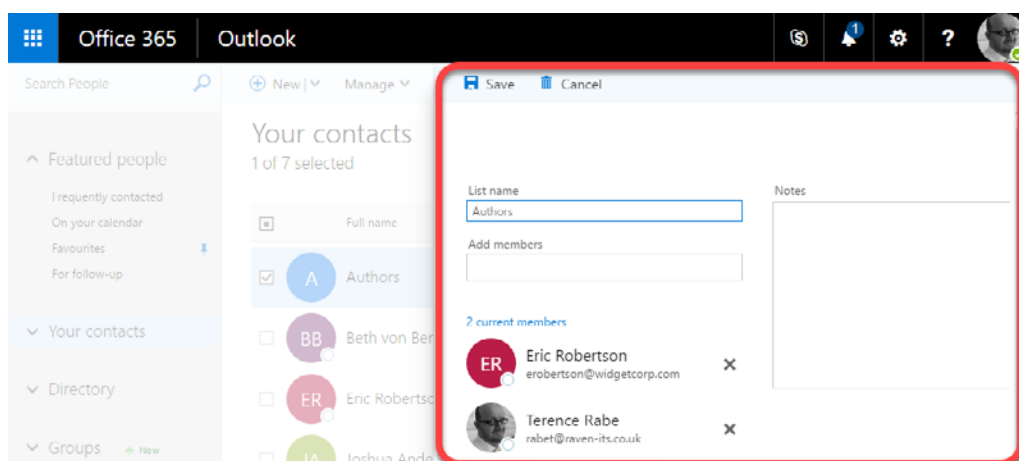 Office 365
Outlook
1
?
Search People
New
Manage
Save
Cancel
Your contacts
1 of 7 selected
Featured people
Frequently contacted
On your calendar
Favourites
For follow-up
Your contacts
Directory
Groups
New
Full name
A
Authors
BB
Beth von Ber
ER
Eric Robertso
JA
Joshua Ande
List name
Authors
Add members
2 current members
ER
Eric Robertson
erobertson@widgetcorp.com
Terence Rabe
rabet@raven-its.co.uk
Notes